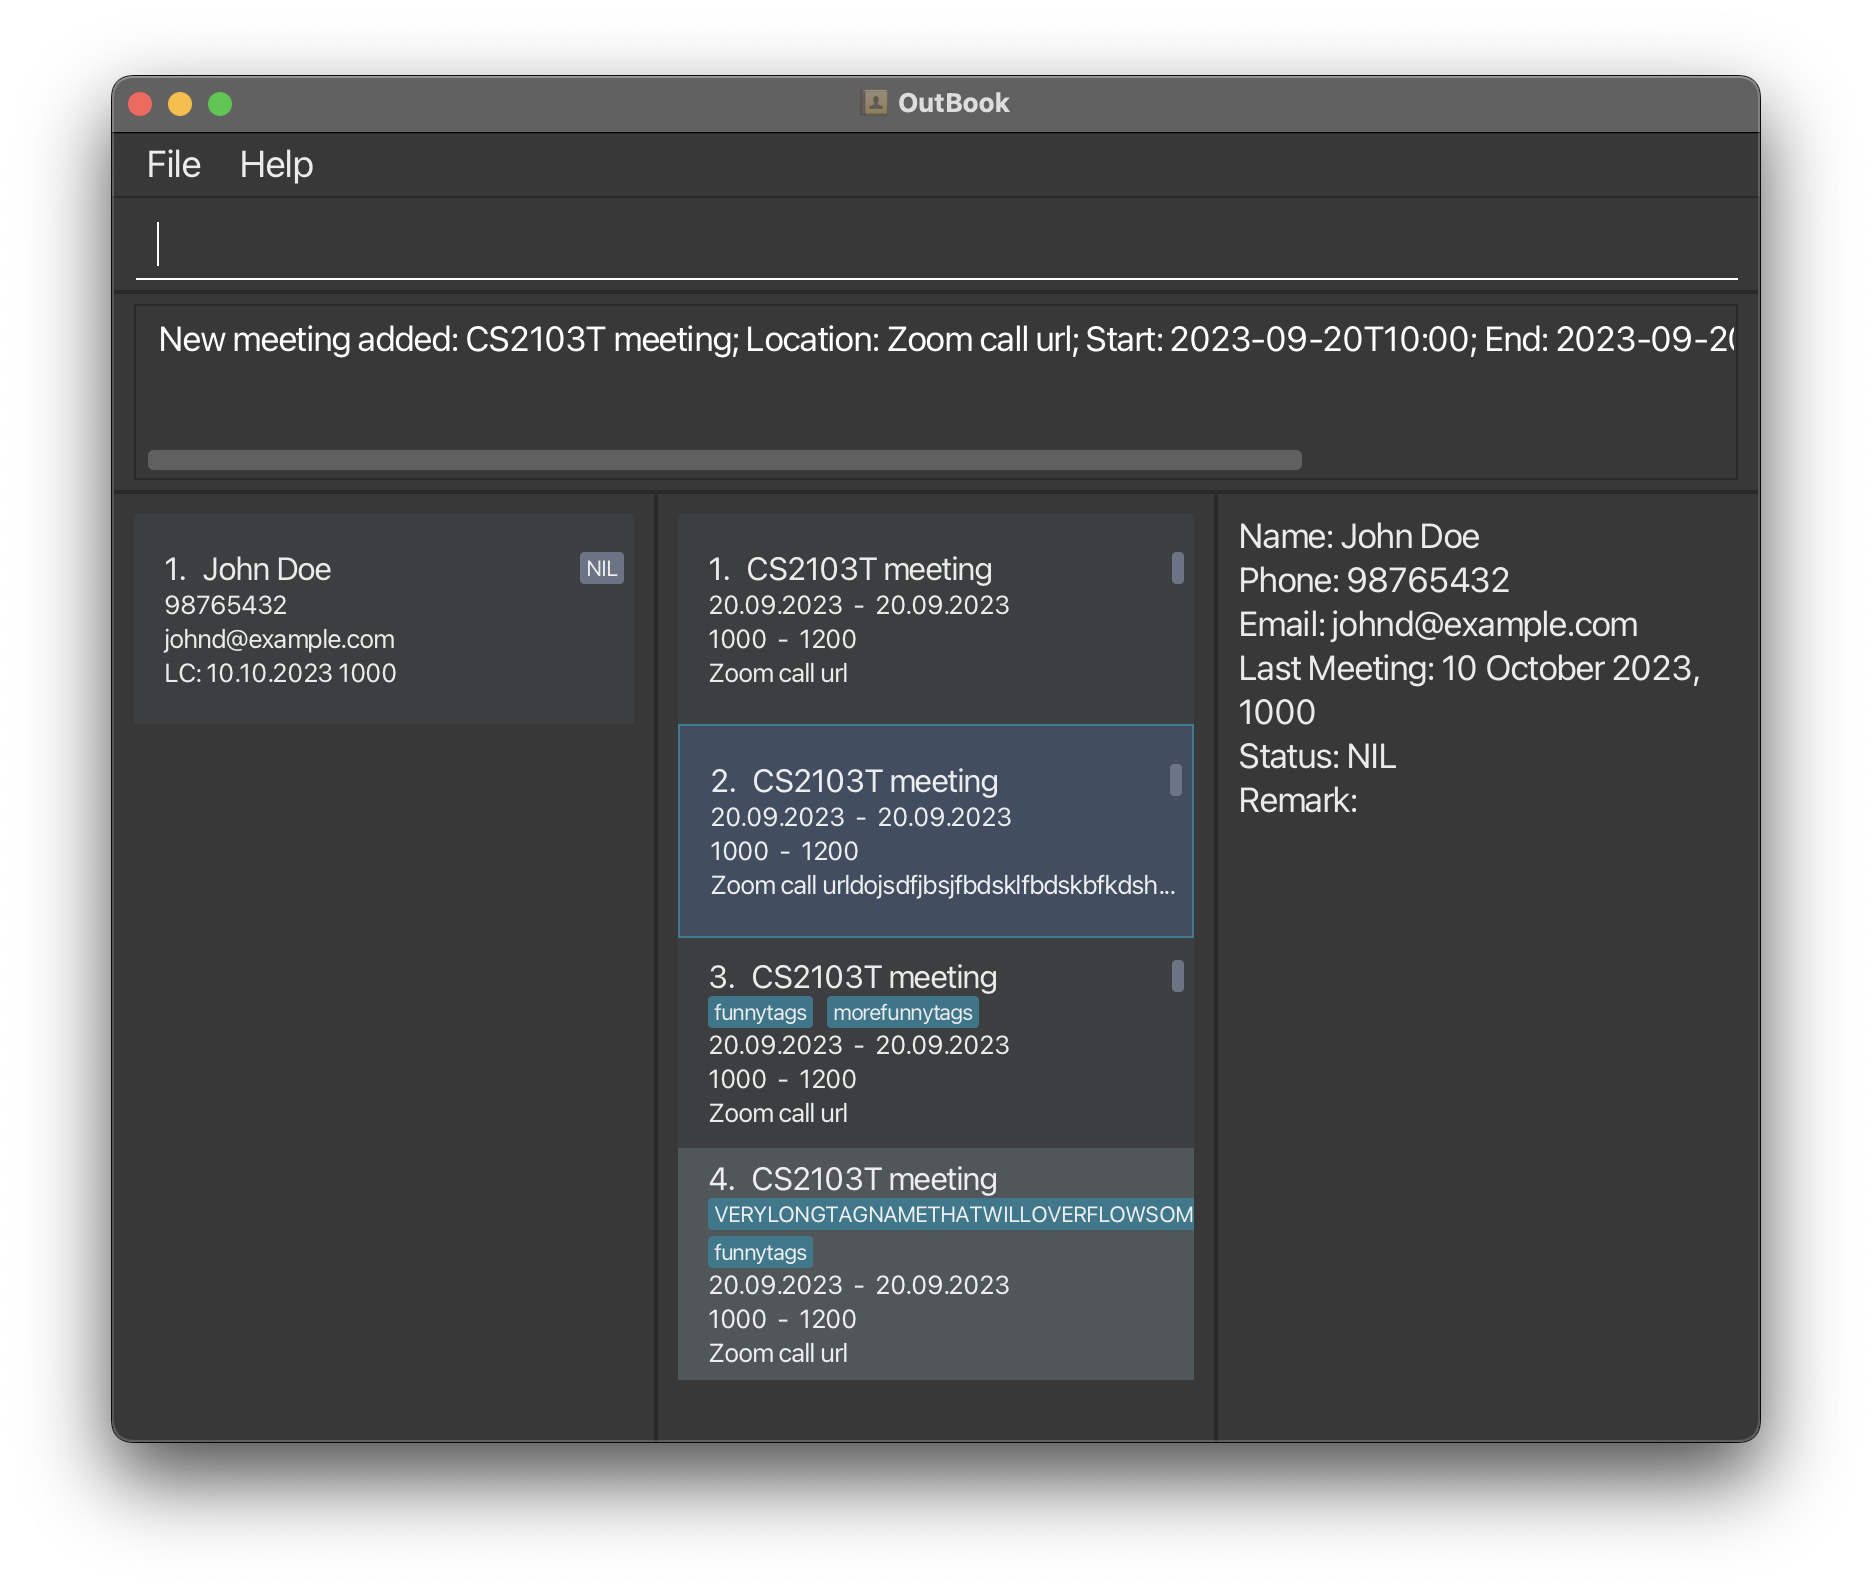 OutBook
File Help
New meeting added: CS2103T meeting; Location: Zoom call url; Start: 2023-09-20T10:00; End: 2023-09-20
1. John Doe NIL
98765432
johnd@example.com
LC: 10.10.2023 1000
1. CS2103T meeting
20.09.2023 - 20.09.2023
1000 - 1200
Zoom call url
2. CS2103T meeting
20.09.2023 - 20.09.2023
1000 - 1200
Zoom call urldojsdfjbsjfbdsklfbdskbfkdsh...
3. CS2103T meeting
funnytags morefunnytags
20.09.2023 - 20.09.2023
1000 - 1200
Zoom call url
4. CS2103T meeting
VERYLONGTAGNAMETHATWILLOVERFLOWSOM
funnytags
20.09.2023 - 20.09.2023
1000 - 1200
Zoom call url
Name: John Doe
Phone: 98765432
Email: johnd@example.com
Last Meeting: 10 October 2023,
1000
Status: NIL
Remark: